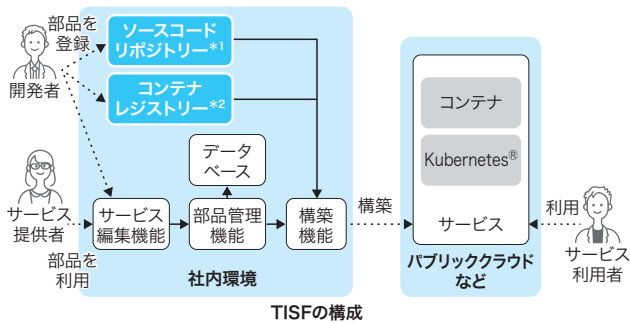 部品を
登録
開発者
ソースコード
リポジトリー*1
コンテナ
レジストリー*2
データ
ベース
サービス
提供者
部品を
利用
サービス
編集機能
部品管理
機能
構築
機能
社内環境
構築
コンテナ
Kubernetes®
サービス
パブリッククラウド
など
利用
サービス
利用者
TISFの構成